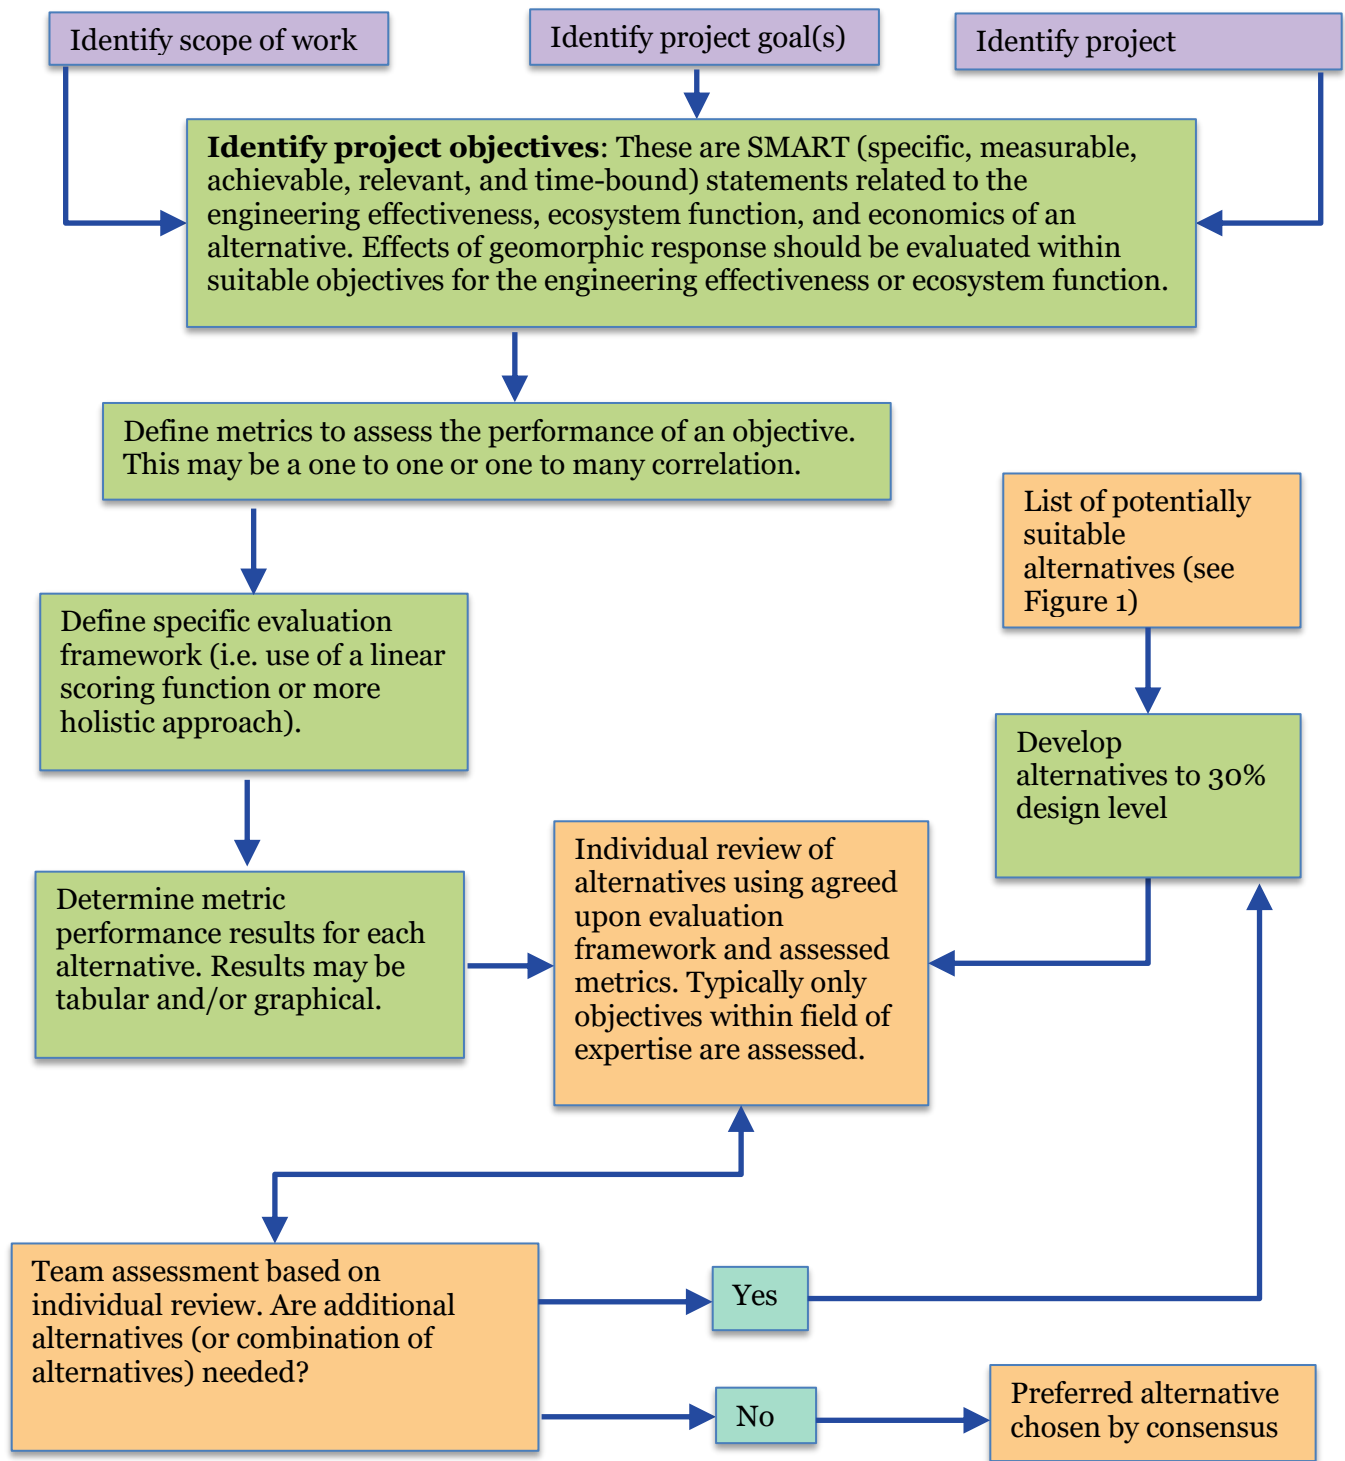 Identify scope of work
Identify project goal(s)
Identify project
Identify project objectives: These are SMART (specific, measurable,
achievable, relevant, and time-bound) statements related to the
engineering effectiveness, ecosystem function, and economics of an
alternative. Effects of geomorphic response should be evaluated within
suitable objectives for the engineering effectiveness or ecosystem function.
Define metrics to assess the performance of an objective.
This may be a one to one or one to many correlation.
List of potentially
suitable
alternatives (see
Figure 1)
Define specific evaluation
framework (i.e. use of a linear
scoring function or more
holistic approach).
Develop
alternatives to 30%
design level
Determine metric
performance results for each
alternative. Results may be
tabular and/or graphical.
Individual review of
alternatives using agreed
upon evaluation
framework and assessed
metrics. Typically only
objectives within field of
expertise are assessed.
Team assessment based on
individual review. Are additional
alternatives (or combination of
alternatives) needed?
Yes
No
Preferred alternative
chosen by consensus